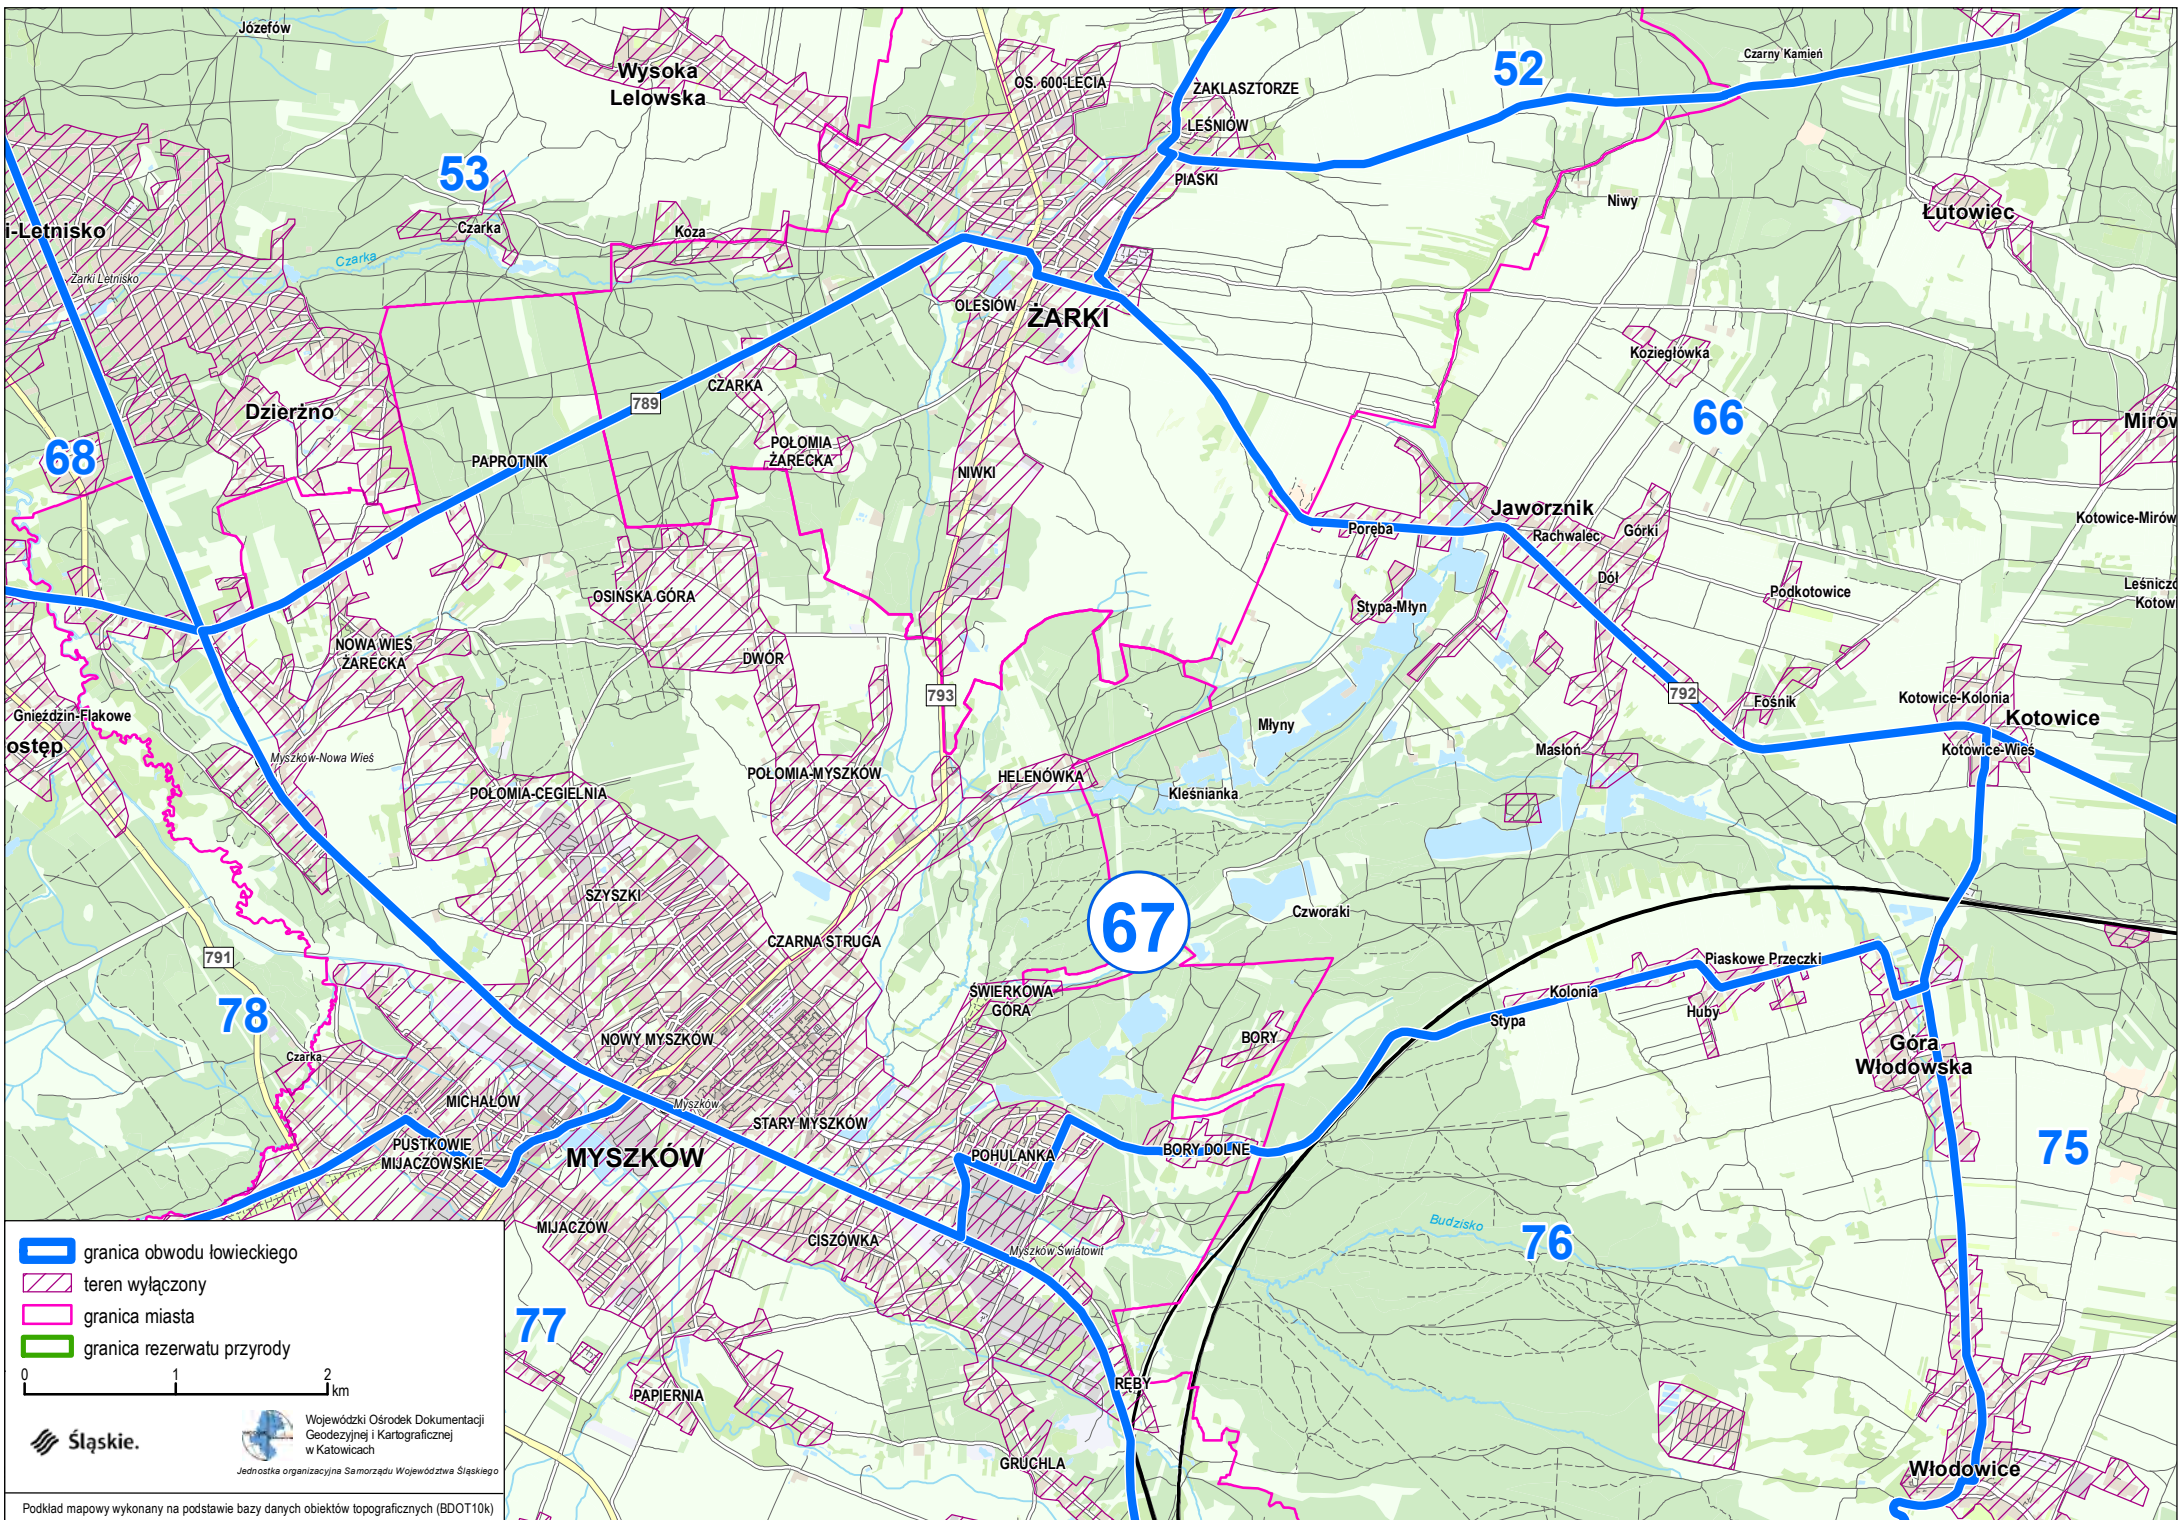 Józefów
Wysoka
Lelowska
OS. 600-LECIA
ZAKLASZTORZE
LEŚNIÓW
PIASKI
52
Czarny Kamień
53
Czarka
Koza
Czarka
i-Letnisko
Żarki Letnisko
Niwy
Łutowiec
OLESIÓW
ŻARKI
Koziegłówka
66
Mirów
Dzierżno
789
CZARKA
POŁOMIA
ŻARECKA
68
PAPROTNIK
NIWKI
Jaworznik
Poręba
Rachwalec
Górki
Kotowice-Mirów
Dół
Podkotowice
Leśniczó
Kotow
OSIŃSKA GÓRA
Stypa-Młyn
NOWA WIEŚ
ŻARECKA
DWÓR
793
792
Fośnik
Kotowice-Kolonia
Kotowice
Kotowice-Wieś
Gnieździn-Flakowe
ostęp
Myszków-Nowa Wieś
Młyny
Masłoń
POŁOMIA-MYSZKÓW
HELENÓWKA
POŁOMIA-CEGIELNIA
Kleśnianka
SZYSZKI
67
Czworaki
CZARNA STRUGA
791
78
ŚWIERKOWA
GÓRA
Piaskowe Przeczki
Kolonia
Stypa
Huby
NOWY MYSZKÓW
BORY
Góra
Włodowska
Czarka
MICHAŁÓW
Myszków
STARY MYSZKÓW
PUSTKOWIE
MIJACZOWSKIE
MYSZKÓW
POHULANKA
BORY DOLNE
75
MIJACZÓW
CISZÓWKA
Myszków Światowit
Budzisko
76
77
PAPIERNIA
RĘBY
GRUCHLA
Włodowice
granica obwodu łowieckiego
teren wyłączony
granica miasta
granica rezerwatu przyrody
0 1 2
km
Śląskie.
Wojewódzki Ośrodek Dokumentacji
Geodezyjnej i Kartograficznej
w Katowicach
Jednostka organizacyjna Samorządu Województwa Śląskiego
Podkład mapowy wykonany na podstawie bazy danych obiektów topograficznych (BDOT10k)